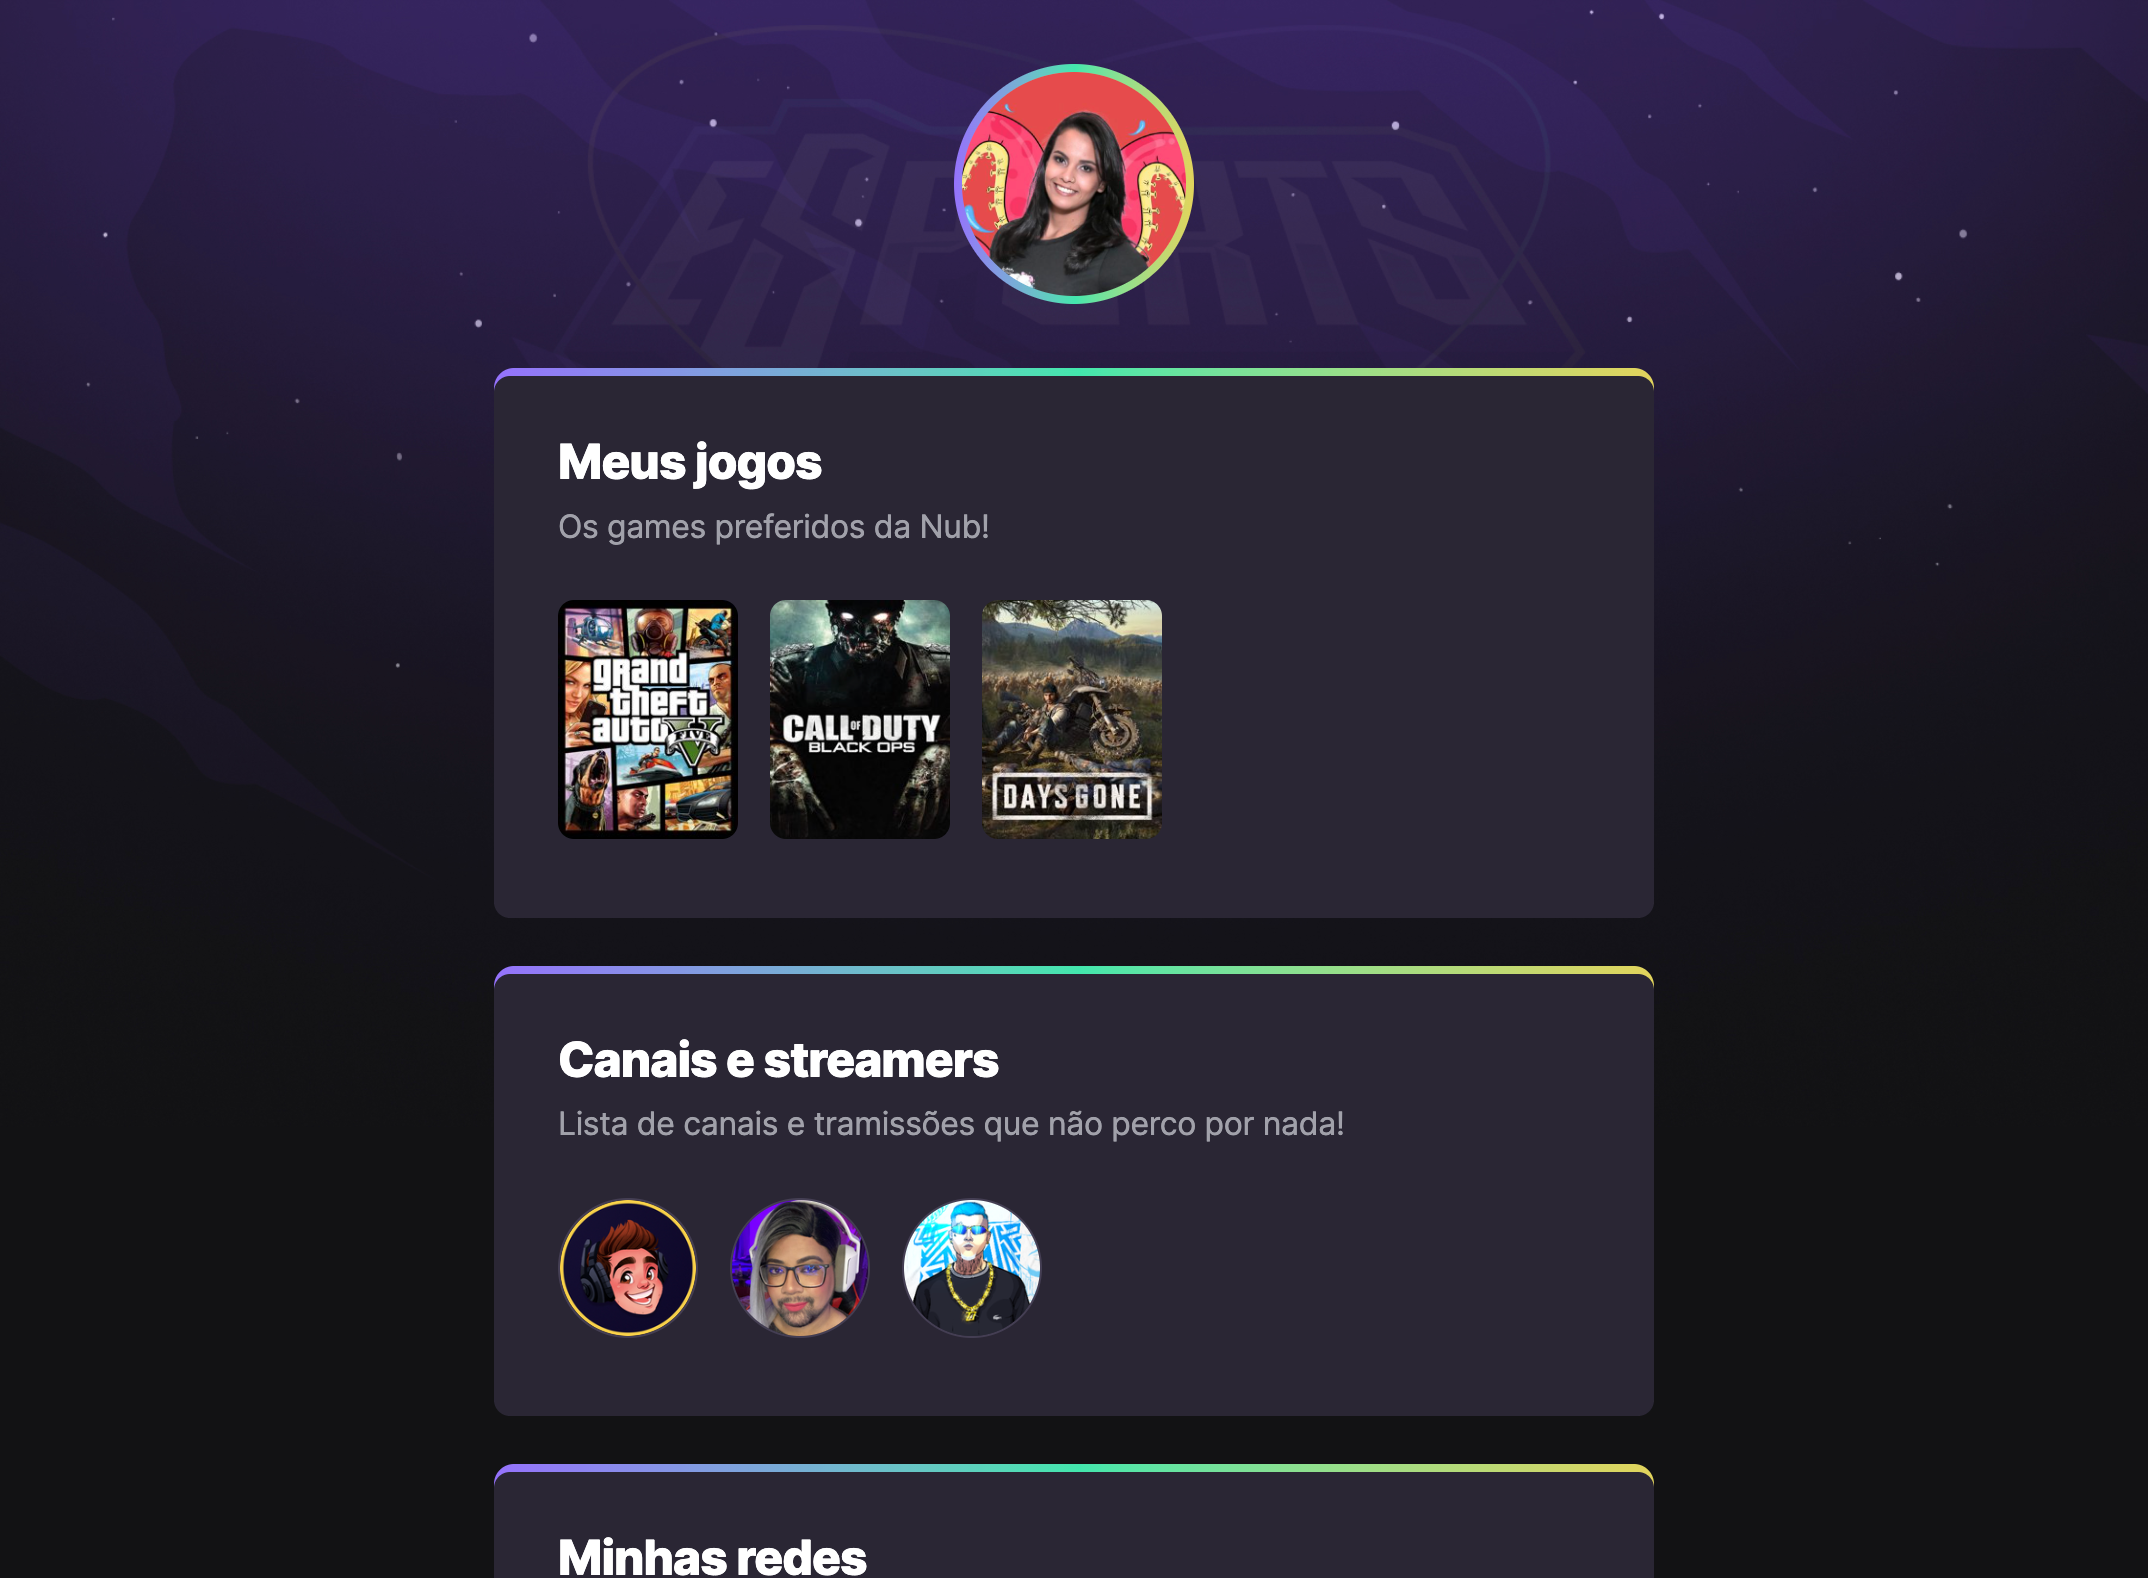 ESPORTS
Meus jogos
Os games preferidos da Nub!
grand
theft
auto
FIVE
V
CALL OF DUTY
BLACK OPS
DAYS GONE
Canais e streamers
Lista de canais e tramissões que não perco por nada!
Minhas redes